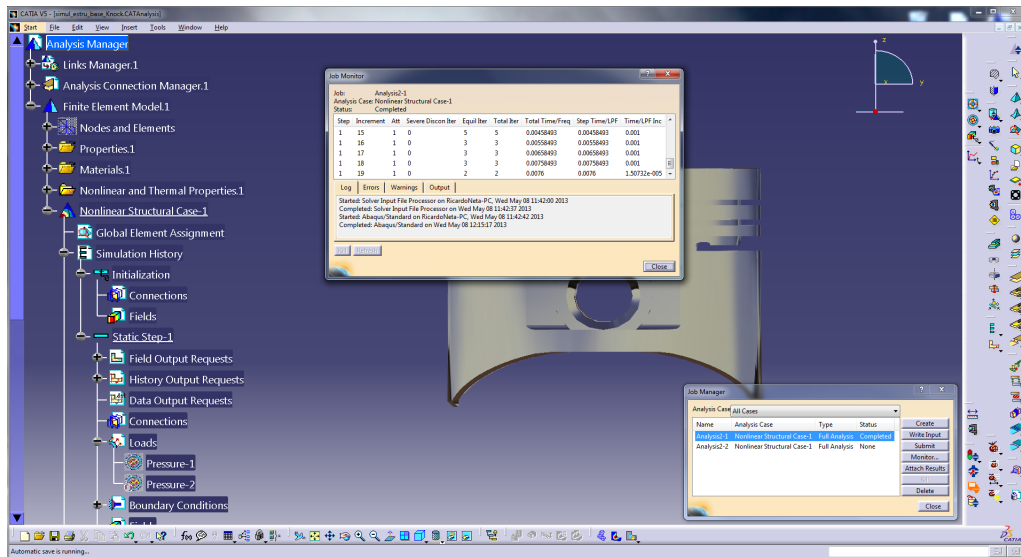 CATIA V5 - [simul_estru_base_Knock.CATAnalysis]
Start File Edit View Insert Tools Window Help
Analysis Manager
Links Manager.1
Analysis Connection Manager.1
Finite Element Model.1
Nodes and Elements
Properties.1
Materials.1
Nonlinear and Thermal Properties.1
Nonlinear Structural Case-1
Global Element Assignment
Simulation History
Initialization
Connections
Fields
Static Step-1
Field Output Requests
History Output Requests
Data Output Requests
Connections
Loads
Pressure-1
Pressure-2
Boundary Conditions
z
x y
Job Monitor
Job: Analysis2-1
Analysis Case: Nonlinear Structural Case-1
Status: Completed
Step Increment Att Severe Discon Iter Equil Iter Total Iter Total Time/Freq Step Time/LPF Time/LPF Inc
1 15 1 0 5 5 0.00458493 0.00458493 0.001
1 16 1 0 3 3 0.00558493 0.00558493 0.001
1 17 1 0 3 3 0.00658493 0.00658493 0.001
1 18 1 0 3 3 0.00758493 0.00758493 0.001
1 19 1 0 2 2 0.0076 0.0076 1.50732e-005
Log Errors Warnings Output
Started: Solver Input File Processor on RicardoNeta-PC, Wed May 08 11:42:00 2013
Completed: Solver Input File Processor on Wed May 08 11:42:37 2013
Started: Abaqus/Standard on RicardoNeta-PC, Wed May 08 11:42:42 2013
Completed: Abaqus/Standard on Wed May 08 12:15:17 2013
Kill Refresh
Close
Job Manager
Analysis Case All Cases
Name Analysis Case Type Status
Analysis2-1 Nonlinear Structural Case-1 Full Analysis Completed
Analysis2-2 Nonlinear Structural Case-1 Full Analysis None
Create
Write Input
Submit
Monitor...
Attach Results
Kill
Delete
Close
CATIA
Automatic save is running...